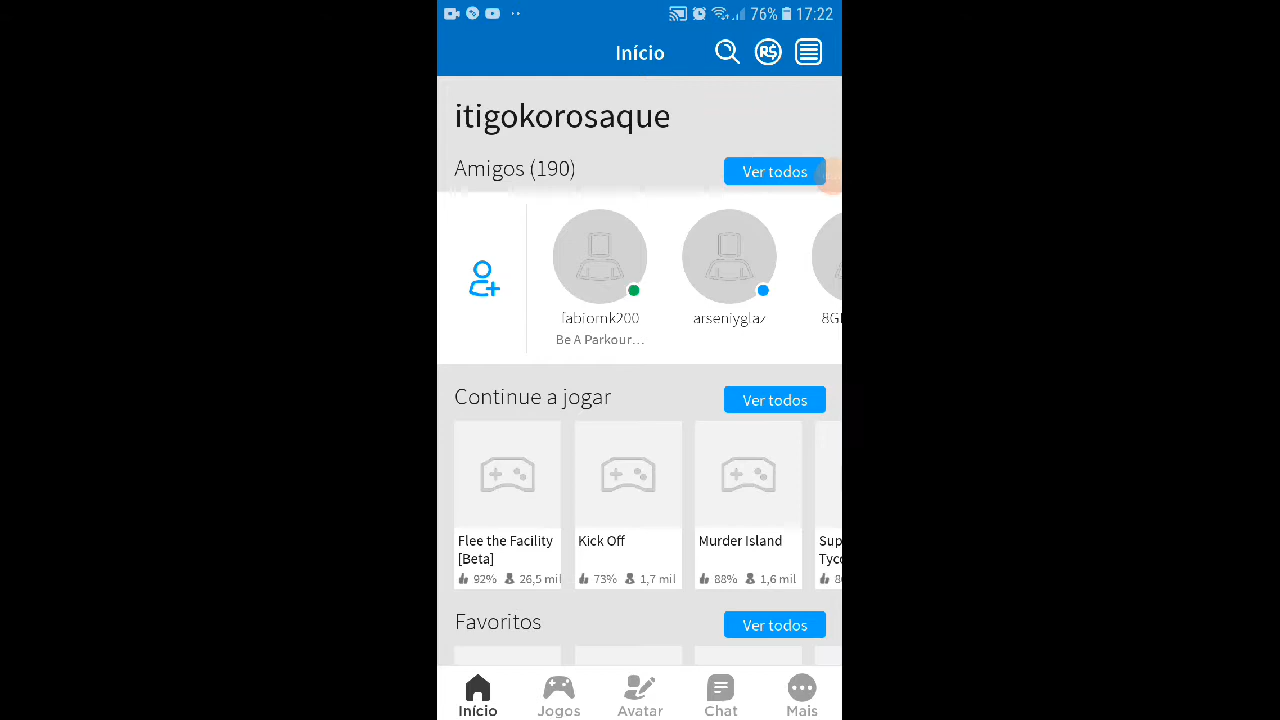 76% 17:22
Início R$
itigokorosaque
Amigos (190) Ver todos
fabiomk200 arseniyglaz
Be A Parkour…
Continue a jogar Ver todos
Flee the Facility Kick Off Murder Island
[Beta]
92% 26,5 mil 73% 1,7 mil 88% 1,6 mil
Favoritos Ver todos
Início Jogos Avatar Chat Mais